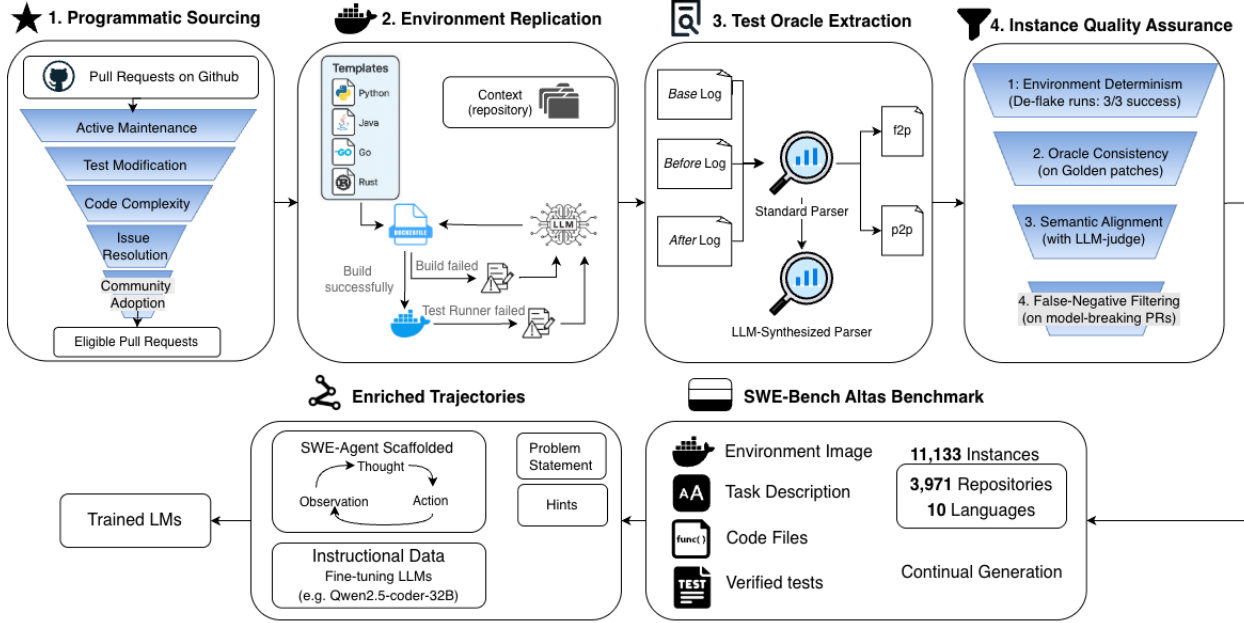 1. Programmatic Sourcing
Pull Requests on Github
Active Maintenance
Test Modification
Code Complexity
Issue
Resolution
Community
Adoption
Eligible Pull Requests
2. Environment Replication
Templates
Python
Java
Go
Rust
Context
(repository)
DOCKERFILE
LLM
Build
successfully
Build failed
Test Runner failed
3. Test Oracle Extraction
Base Log
Before Log
After Log
Standard Parser
LLM-Synthesized Parser
f2p
p2p
4. Instance Quality Assurance
1: Environment Determism
(De-flake runs: 3/3 success)
2. Oracle Consistency
(on Golden patches)
3. Semantic Alignment
(with LLM-judge)
4. False-Negative Filtering
(on model-breaking PRs)
Trained LMs
Enriched Trajectories
SWE-Agent Scaffolded
Thought
Observation
Action
Problem
Statement
Hints
Instructional Data
Fine-tuning LLMs
(e.g. Qwen2.5-coder-32B)
SWE-Bench Altas Benchmark
Environment Image
AA
Task Description
func()
Code Files
TEST
Verified tests
11,133 Instances
3,971 Repositories
10 Languages
Continual Generation